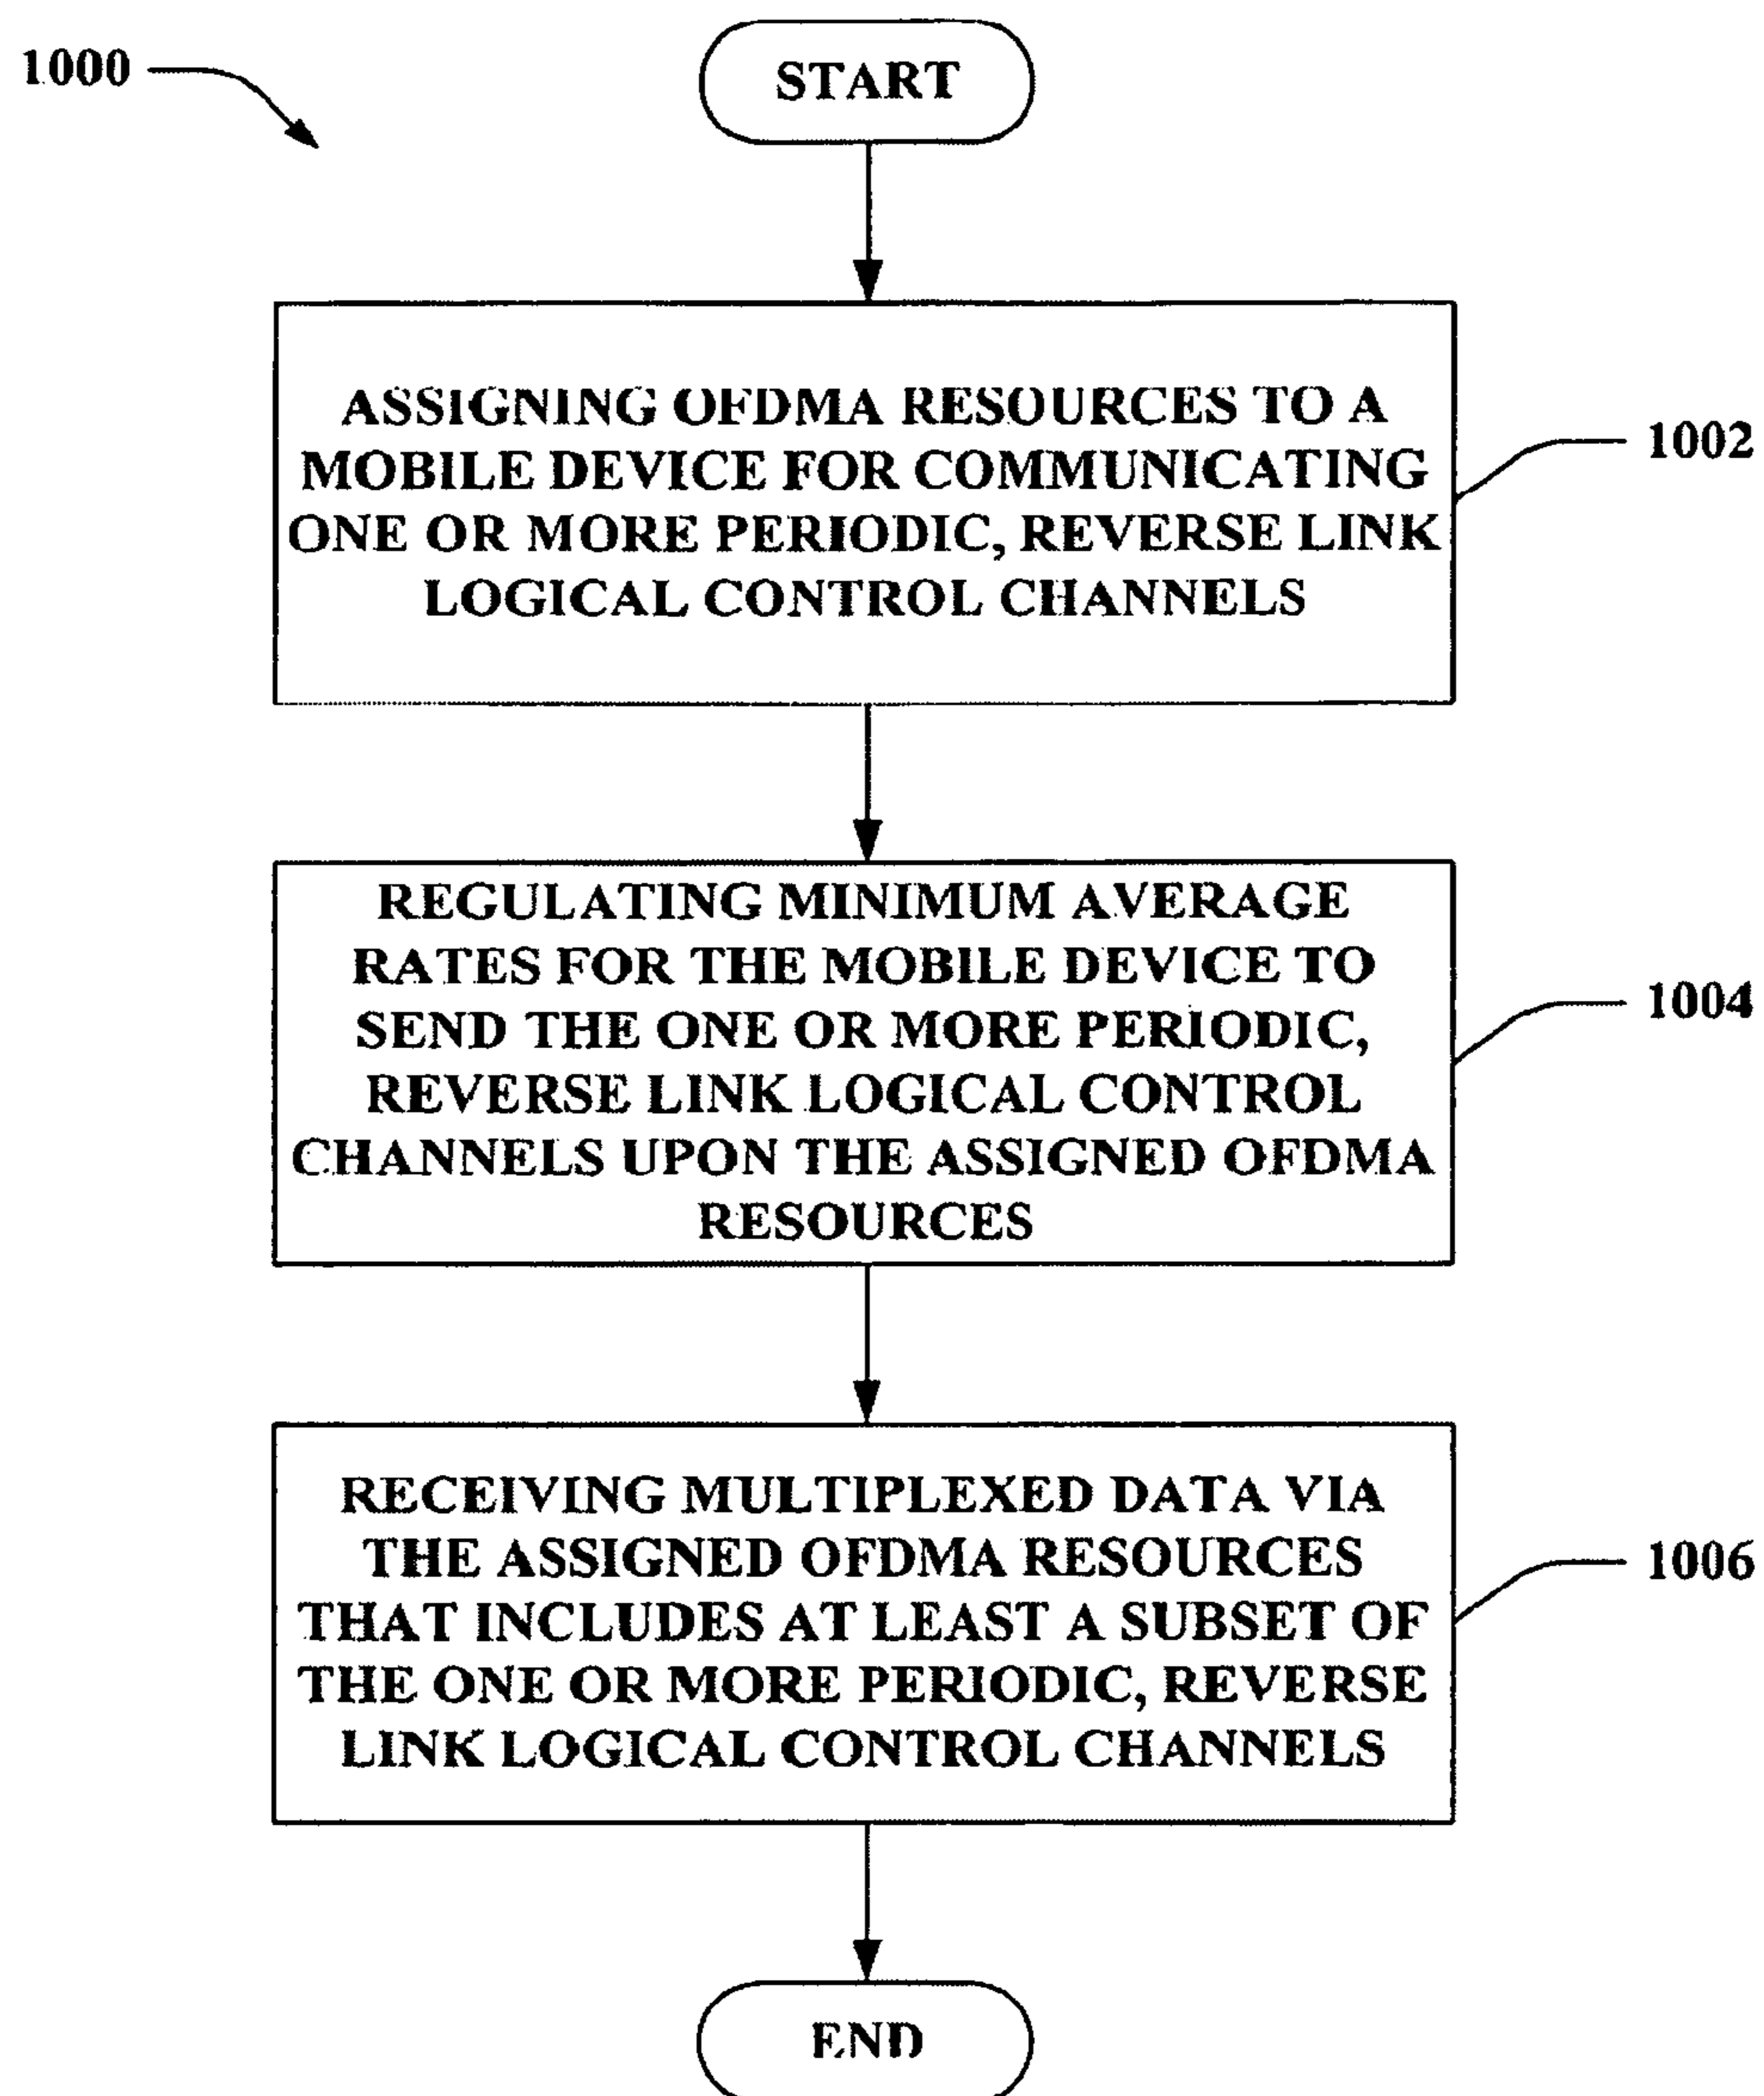 1000
START
ASSIGNING OFDMA RESOURCES TO A
MOBILE DEVICE FOR COMMUNICATING
ONE OR MORE PERIODIC, REVERSE LINK
LOGICAL CONTROL CHANNELS
1002
REGULATING MINIMUM AVERAGE
RATES FOR THE MOBILE DEVICE TO
SEND THE ONE OR MORE PERIODIC,
REVERSE LINK LOGICAL CONTROL
CHANNELS UPON THE ASSIGNED OFDMA
RESOURCES
1004
RECEIVING MULTIPLEXED DATA VIA
THE ASSIGNED OFDMA RESOURCES
THAT INCLUDES AT LEAST A SUBSET OF
THE ONE OR MORE PERIODIC, REVERSE
LINK LOGICAL CONTROL CHANNELS
1006
END